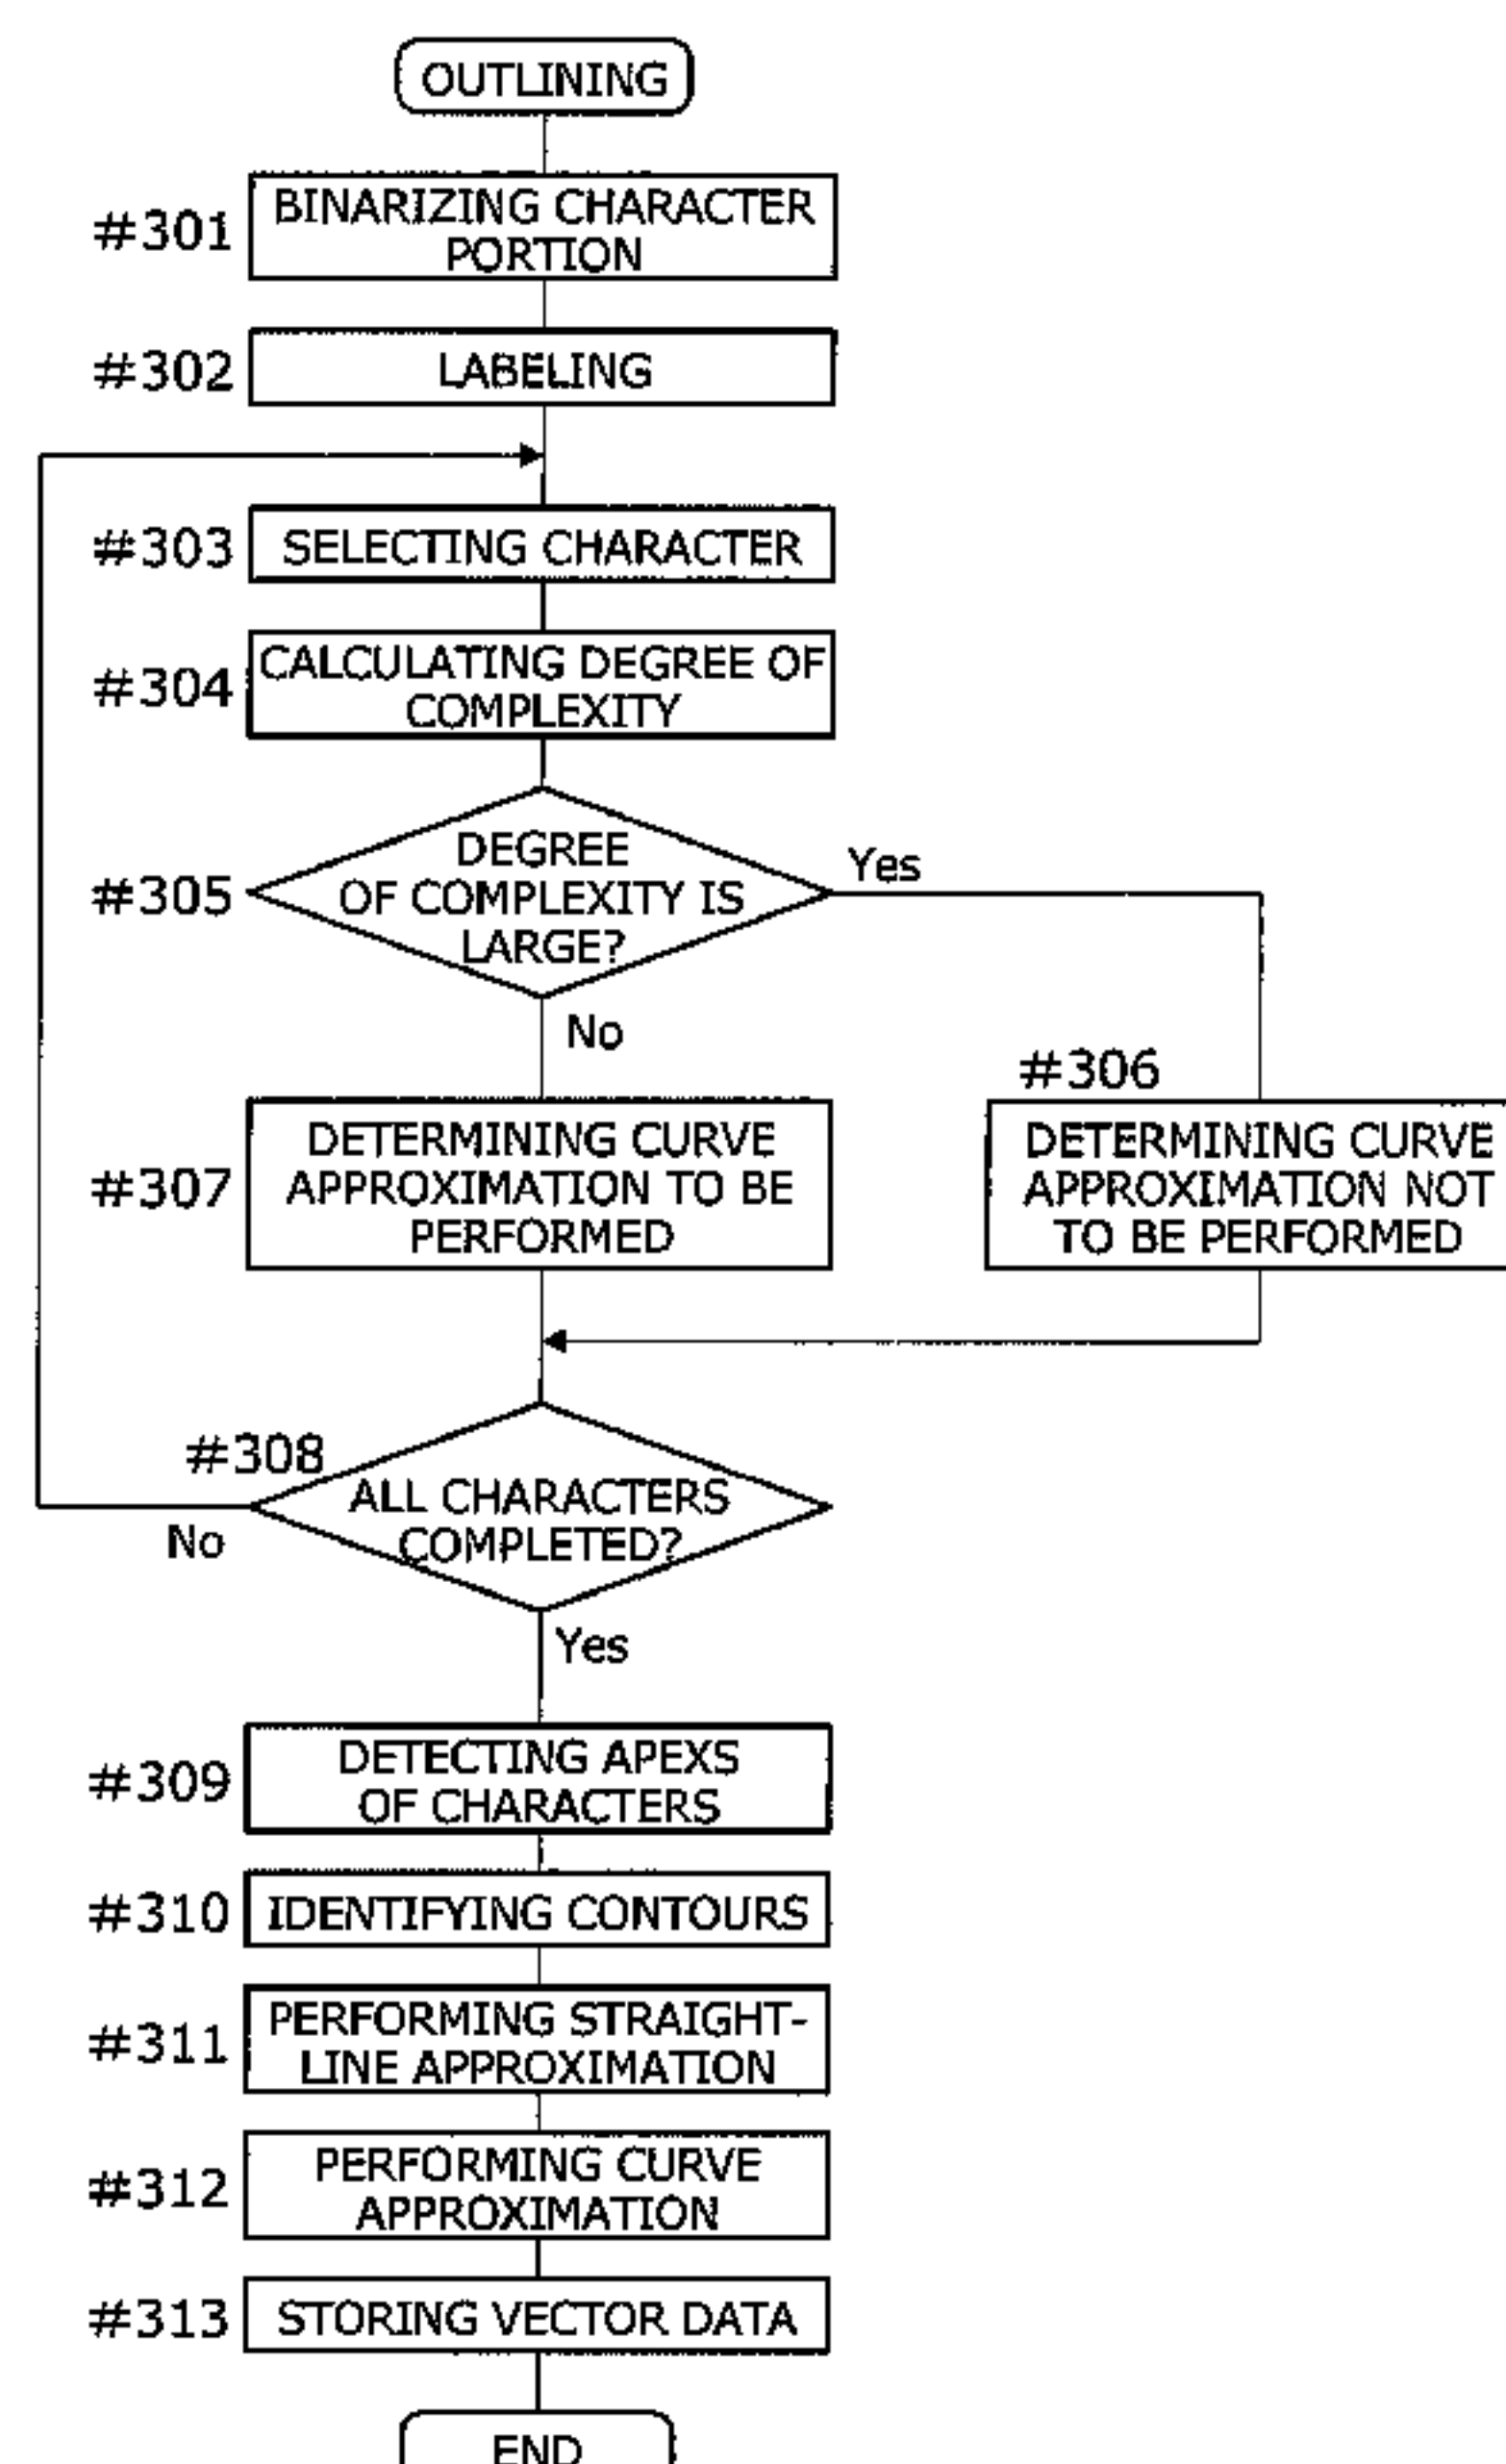 OUTLINING
#301
BINARIZING CHARACTER
PORTION
#302
LABELING
#303
SELECTING CHARACTER
#304
CALCULATING DEGREE OF
COMPLEXITY
#305
DEGREE
OF COMPLEXITY IS
LARGE?
Yes
No
#306
DETERMINING CURVE
APPROXIMATION NOT
TO BE PERFORMED
#307
DETERMINING CURVE
APPROXIMATION TO BE
PERFORMED
#308
ALL CHARACTERS
COMPLETED?
No
Yes
#309
DETECTING APEXS
OF CHARACTERS
#310
IDENTIFYING CONTOURS
#311
PERFORMING STRAIGHT-
LINE APPROXIMATION
#312
PERFORMING CURVE
APPROXIMATION
#313
STORING VECTOR DATA
END